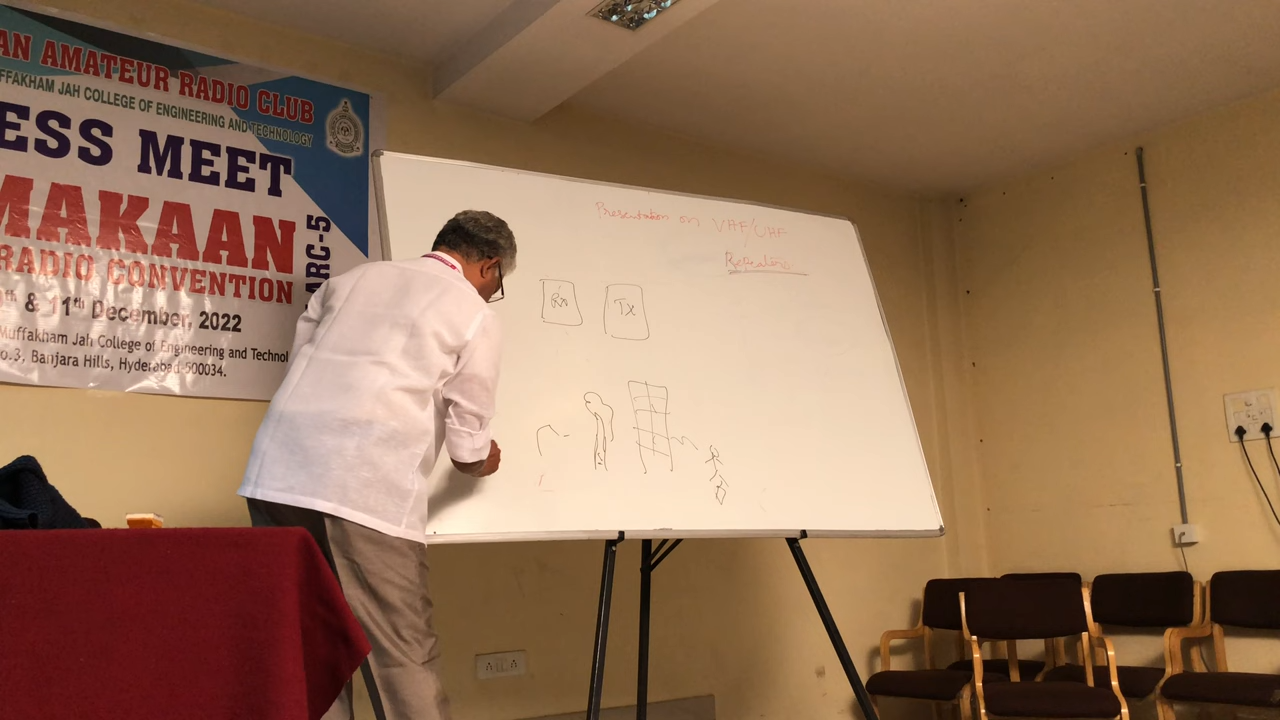 AN AMATEUR RADIO CLUB
FFAKHAM JAH COLLEGE OF ENGINEERING AND TECHNOLOGY
ESS MEET
MAKAAN
ARC-5
RADIO CONVENTION
th & 11th December, 2022
Muffakham Jah College of Engineering and Technol
o.3, Banjara Hills, Hyderabad-500034.
Presentation on VHF/UHF
Repeaters
Rx
Tx